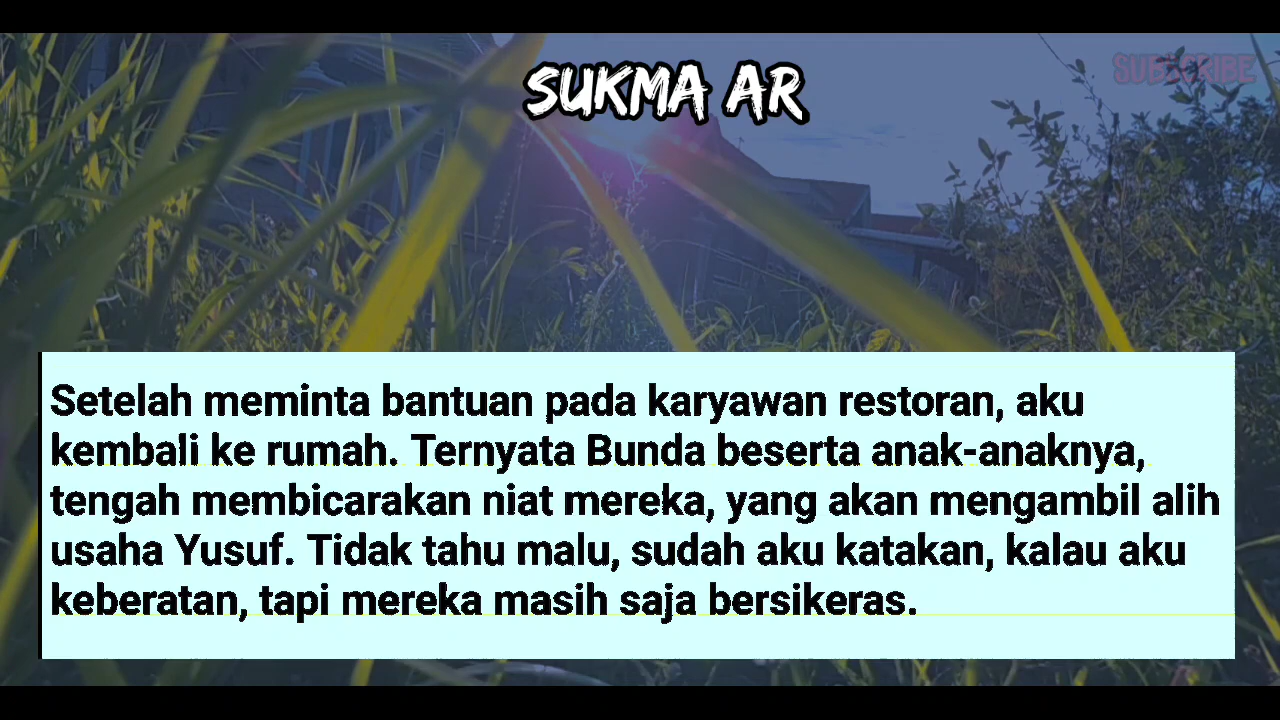 SUKMA AR
SUBSCRIBE
Setelah meminta bantuan pada karyawan restoran, aku
kembali ke rumah. Ternyata Bunda beserta anak-anaknya,
tengah membicarakan niat mereka, yang akan mengambil alih
usaha Yusuf. Tidak tahu malu, sudah aku katakan, kalau aku
keberatan, tapi mereka masih saja bersikeras.